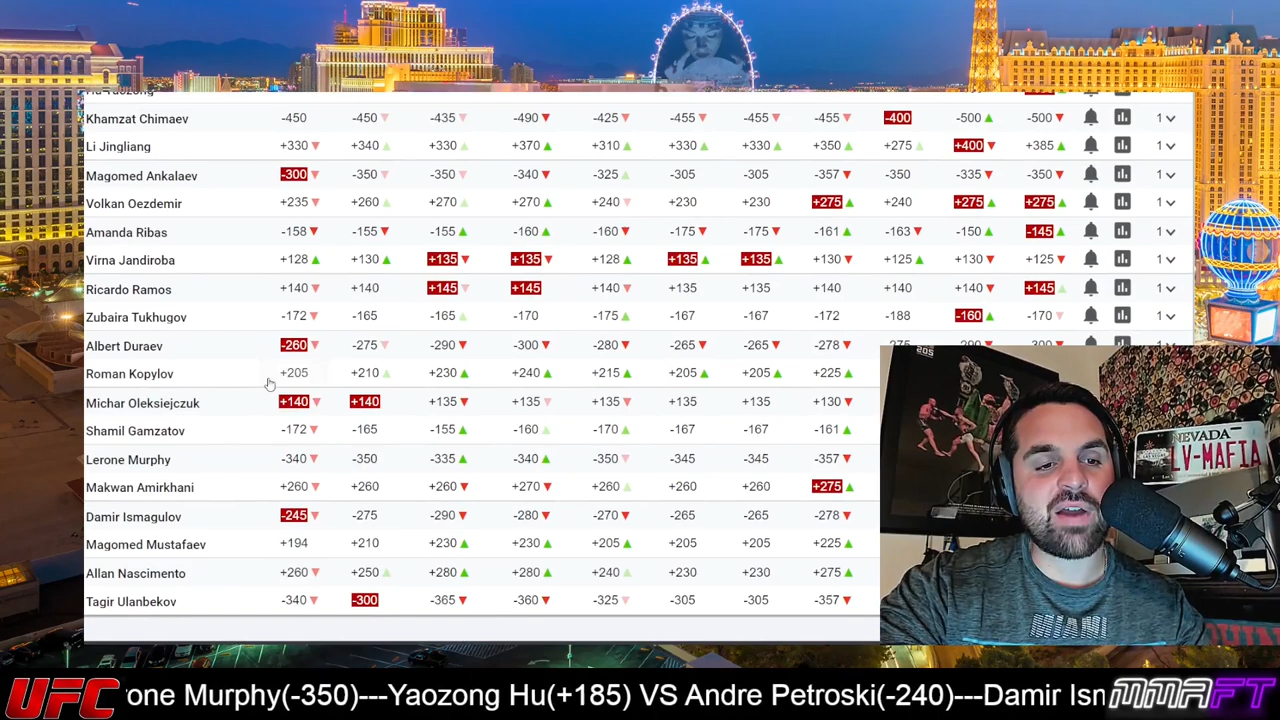 Khamzat Chimaev -450 -450 -435 -490 -425 -455 -455 -455 -400 -500 -500 1
Li Jingliang +330 +340 +330 +370 +310 +330 +330 +350 +275 +400 +385 1
Magomed Ankalaev -300 -350 -350 -340 -325 -305 -305 -357 -350 -335 -350 1
Volkan Oezdemir +235 +260 +270 +270 +240 +230 +230 +275 +240 +275 +275 1
Amanda Ribas -158 -155 -155 -160 -160 -175 -175 -161 -163 -150 -145 1
Virna Jandiroba +128 +130 +135 +135 +128 +135 +135 +130 +125 +130 +125 1
Ricardo Ramos +140 +140 +145 +145 +140 +135 +135 +140 +140 +140 +145 1
Zubaira Tukhugov -172 -165 -165 -170 -175 -167 -167 -172 -188 -160 -170 1
Albert Duraev -260 -275 -290 -300 -280 -265 -265 -278
Roman Kopylov +205 +210 +230 +240 +215 +205 +205 +225
Michar Oleksiejczuk +140 +140 +135 +135 +135 +135 +135 +130
Shamil Gamzatov -172 -165 -155 -160 -170 -167 -167 -161
Lerone Murphy -340 -350 -335 -340 -350 -345 -345 -357
Makwan Amirkhani +260 +260 +260 +270 +260 +260 +260 +275
Damir Ismagulov -245 -275 -290 -280 -270 -265 -265 -278
Magomed Mustafaev +194 +210 +230 +230 +205 +205 +205 +225
Allan Nascimento +260 +250 +280 +280 +240 +230 +230 +275
Tagir Ulanbekov -340 -300 -365 -360 -325 -305 -305 -357
205
NEVADA
LV-MAFIA
MIAMI
UFC
one Murphy(-350)---Yaozong Hu(+185) VS Andre Petroski(-240)---Damir Ism
MMAFT